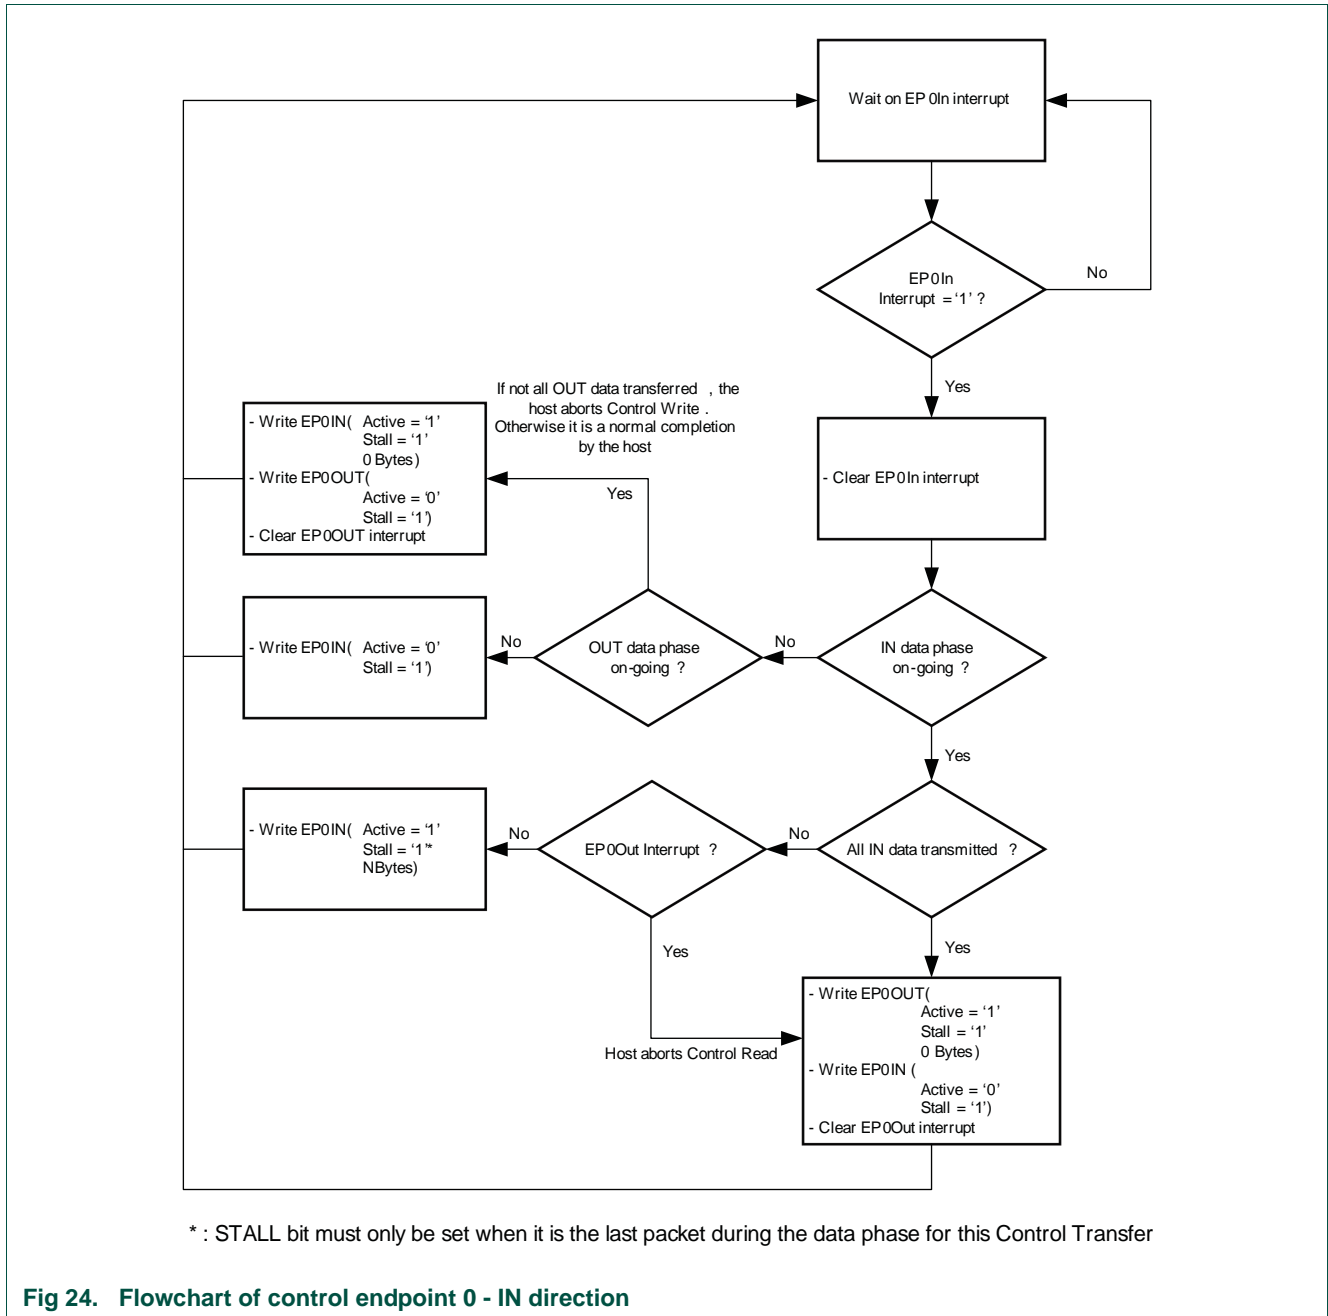 Wait on EP0In interrupt
EP0In
Interrupt = '1' ?
No
Yes
If not all OUT data transferred , the
host aborts Control Write .
Otherwise it is a normal completion
by the host
- Write EP0IN( Active = '1'
Stall = '1'
0 Bytes)
- Write EP0OUT(
Active = '0'
Stall = '1')
- Clear EP0OUT interrupt
- Clear EP0In interrupt
Yes
- Write EP0IN( Active = '0'
Stall = '1')
No
OUT data phase
on-going ?
No
IN data phase
on-going ?
Yes
- Write EP0IN( Active = '1'
Stall = '1'*
NBytes)
No
EP0Out Interrupt ?
No
All IN data transmitted ?
Yes
Yes
Host aborts Control Read
- Write EP0OUT(
Active = '1'
Stall = '1'
0 Bytes)
- Write EP0IN (
Active = '0'
Stall = '1')
- Clear EP0Out interrupt
* : STALL bit must only be set when it is the last packet during the data phase for this Control Transfer
Fig 24. Flowchart of control endpoint 0 - IN direction